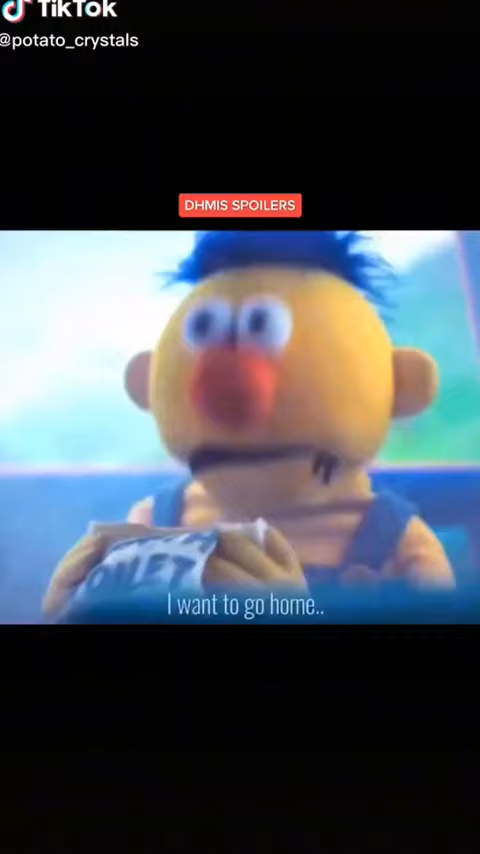 TikTok
@potato_crystals
DHMIS SPOILERS
I want to go home..